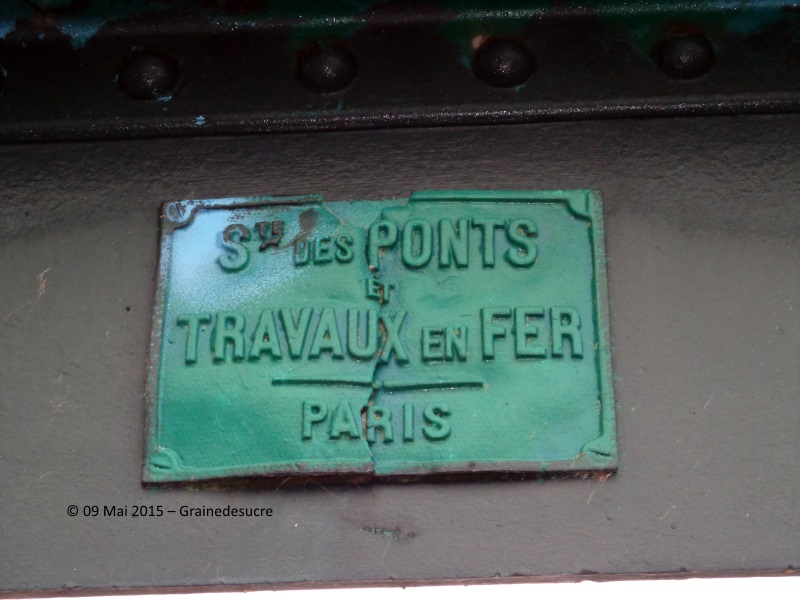 Sté DES PONTS
ET
TRAVAUX EN FER
PARIS
© 09 Mai 2015 – Grainedesucre